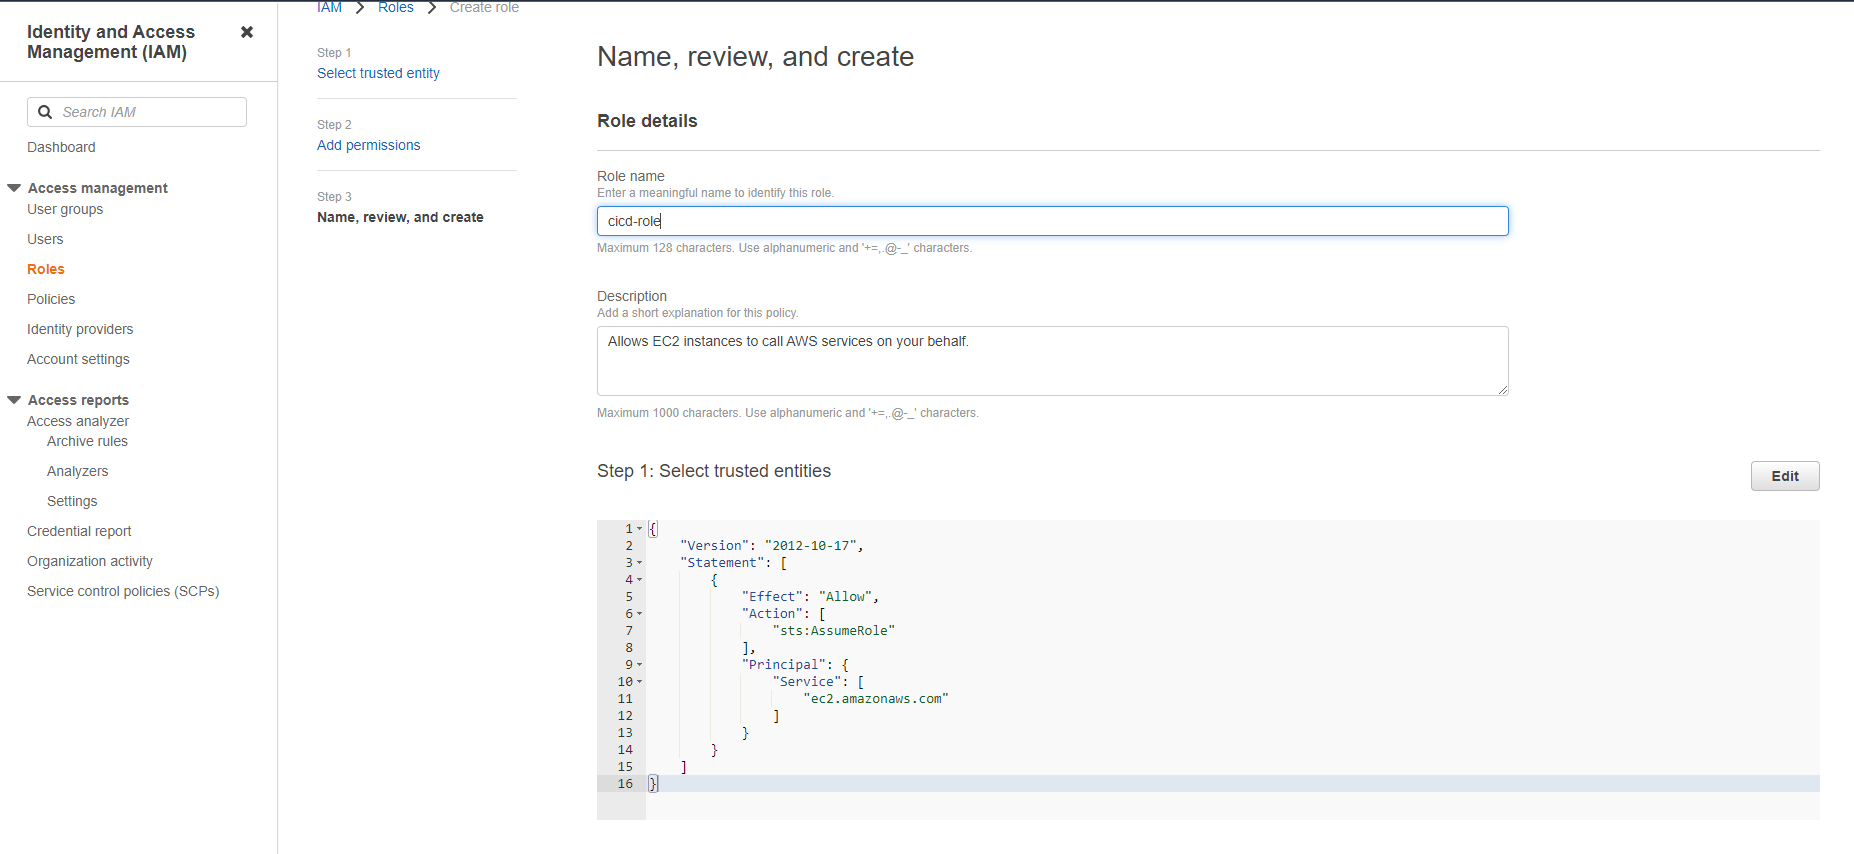 Identity and Access
Management (IAM)
Search IAM
Dashboard
Access management
User groups
Users
Roles
Policies
Identity providers
Account settings
Access reports
Access analyzer
Archive rules
Analyzers
Settings
Credential report
Organization activity
Service control policies (SCPs)
IAM > Roles > Create role
Step 1
Select trusted entity
Step 2
Add permissions
Step 3
Name, review, and create
Name, review, and create
Role details
Role name
Enter a meaningful name to identify this role.
cicd-role
Maximum 128 characters. Use alphanumeric and '+=,.@-_' characters.
Description
Add a short explanation for this policy.
Allows EC2 instances to call AWS services on your behalf.
Maximum 1000 characters. Use alphanumeric and '+=,.@-_' characters.
Step 1: Select trusted entities
Edit
1 {
2     "Version": "2012-10-17",
3     "Statement": [
4         {
5             "Effect": "Allow",
6             "Action": [
7                 "sts:AssumeRole"
8             ],
9             "Principal": {
10                 "Service": [
11                     "ec2.amazonaws.com"
12                 ]
13             }
14         }
15     ]
16 }